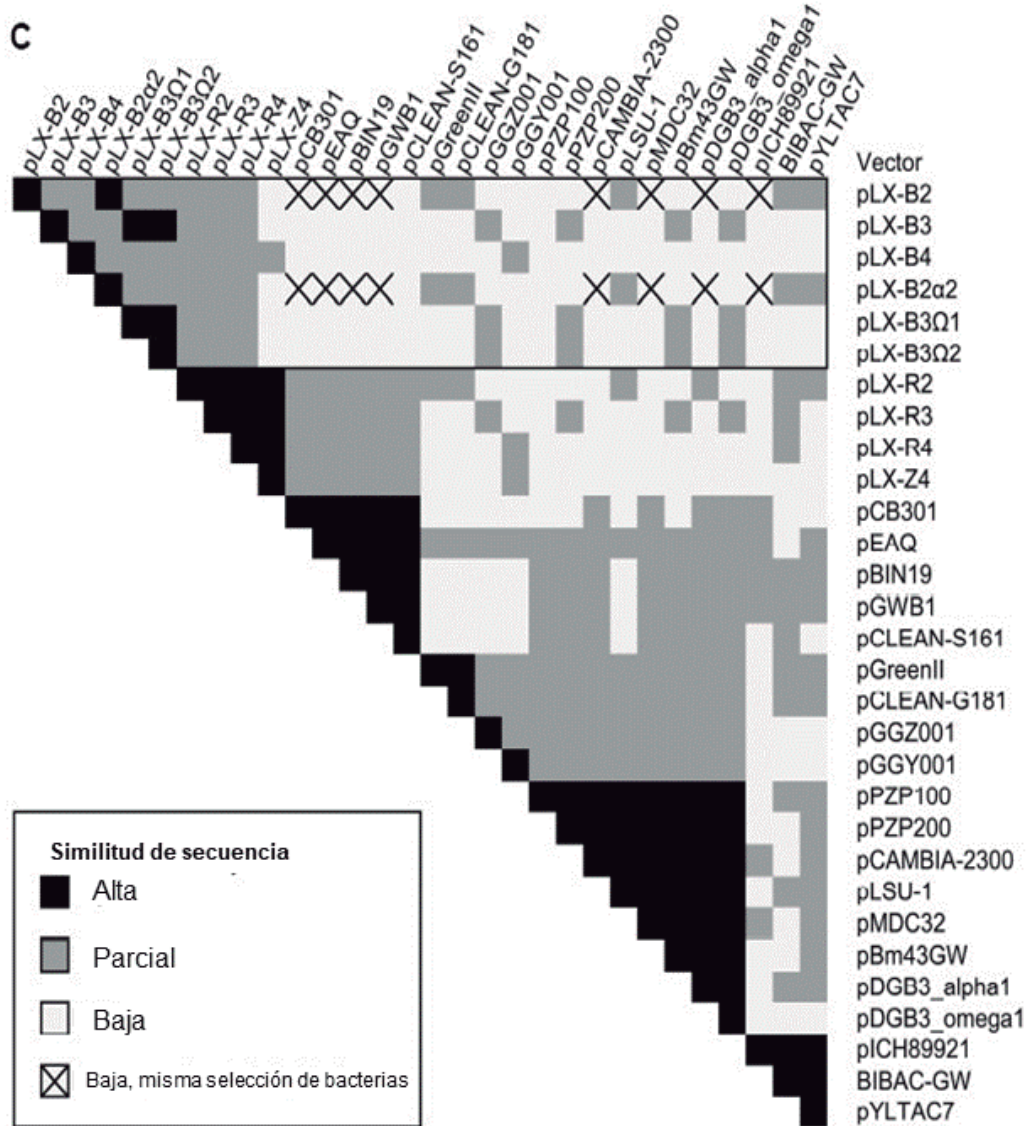 C
pLX-B2
pLX-B3
pLX-B4
pLX-B2α2
pLX-B3Ω1
pLX-B3Ω2
pLX-R2
pLX-R3
pLX-R4
pLX-Z4
pCB301
pEAQ
pBIN19
pGWB1
pCLEAN-S161
pGreenII
pCLEAN-G181
pGGZ001
pGGY001
pPZP100
pPZP200
pCAMBIA-2300
pLSU-1
pMDC32
pBm43GW
pDGB3_alpha1
pDGB3_omega1
pICH89921
BIBAC-GW
pYLTAC7
Vector
pLX-B2
pLX-B3
pLX-B4
pLX-B2α2
pLX-B3Ω1
pLX-B3Ω2
pLX-R2
pLX-R3
pLX-R4
pLX-Z4
pCB301
pEAQ
pBIN19
pGWB1
pCLEAN-S161
pGreenII
pCLEAN-G181
pGGZ001
pGGY001
pPZP100
pPZP200
pCAMBIA-2300
pLSU-1
pMDC32
pBm43GW
pDGB3_alpha1
pDGB3_omega1
pICH89921
BIBAC-GW
pYLTAC7
Similitud de secuencia
Alta
Parcial
Baja
Baja, misma selección de bacterias